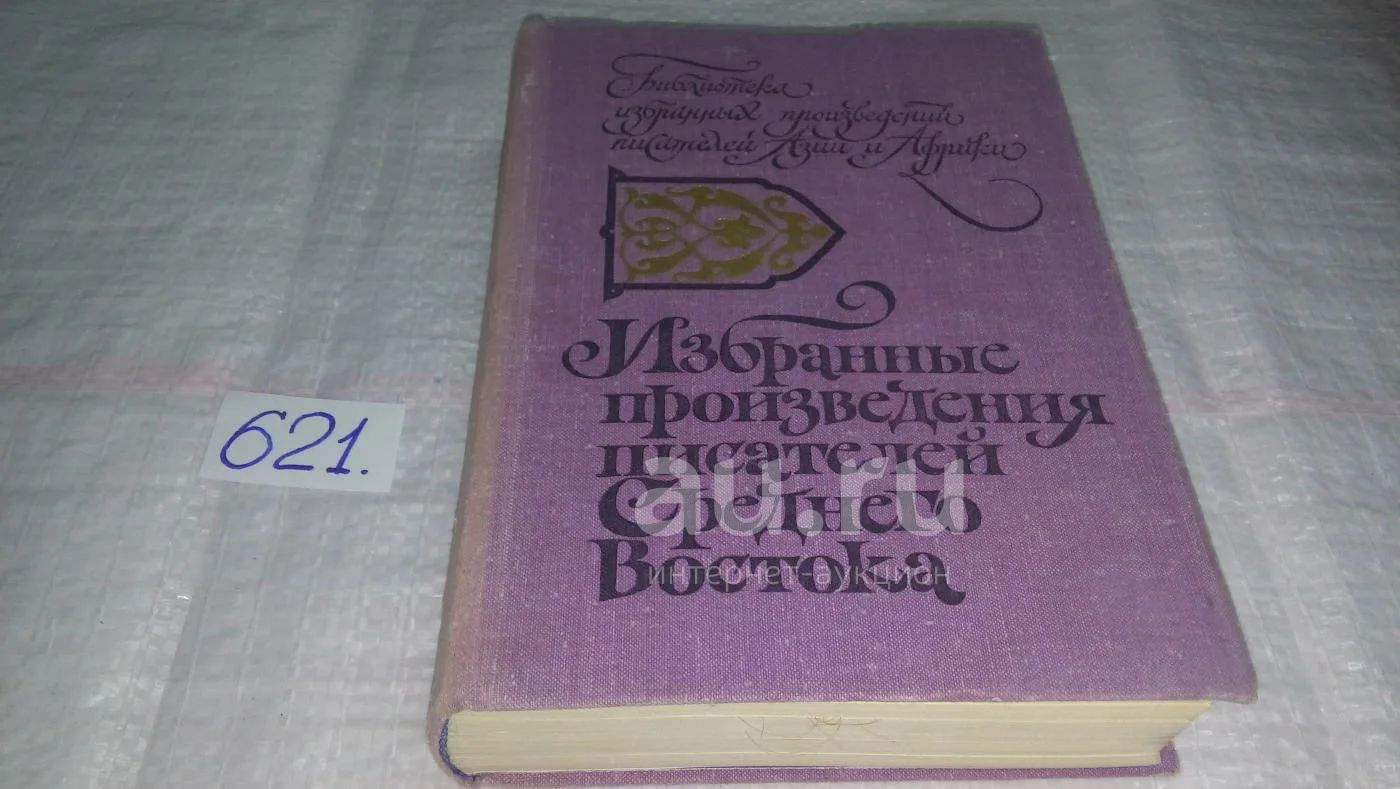 Библиотека
избранных произведений
писателей Азии и Африки
Избранные
произведения
писателей
Среднего
Востока
621.
au.ru
интернет-аукцион